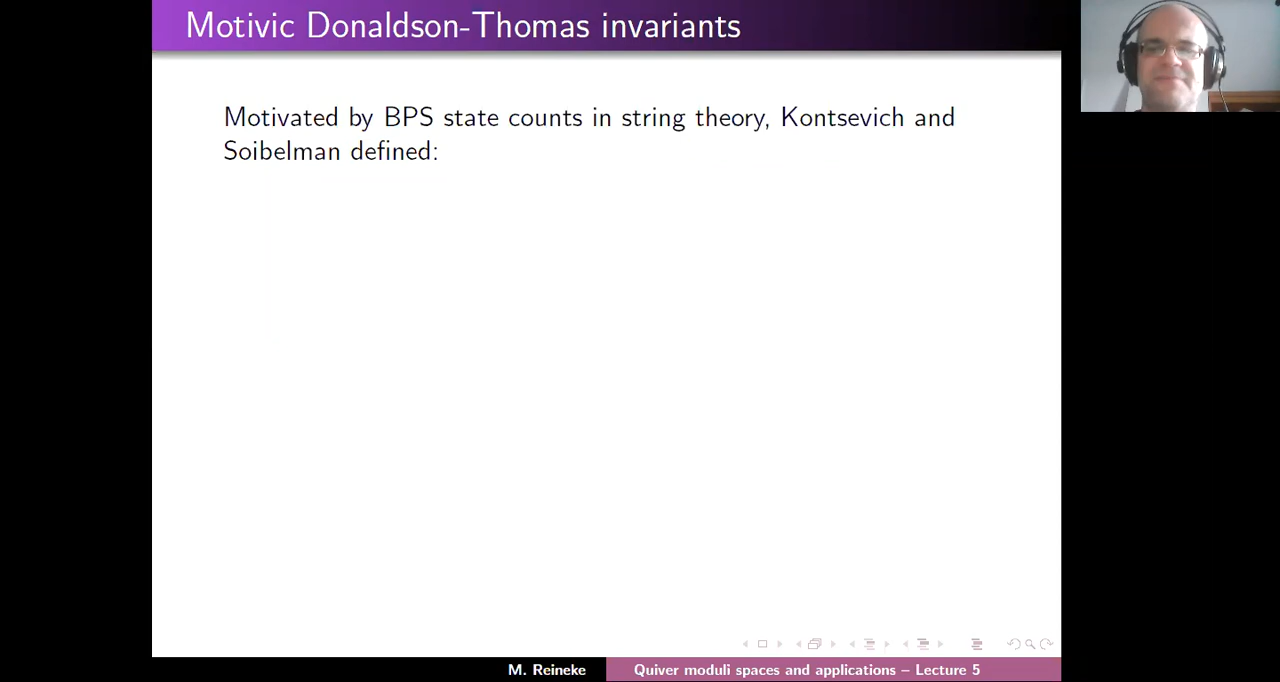 Motivic Donaldson-Thomas invariants
Motivated by BPS state counts in string theory, Kontsevich and
Soibelman defined:
M. Reineke
Quiver moduli spaces and applications – Lecture 5